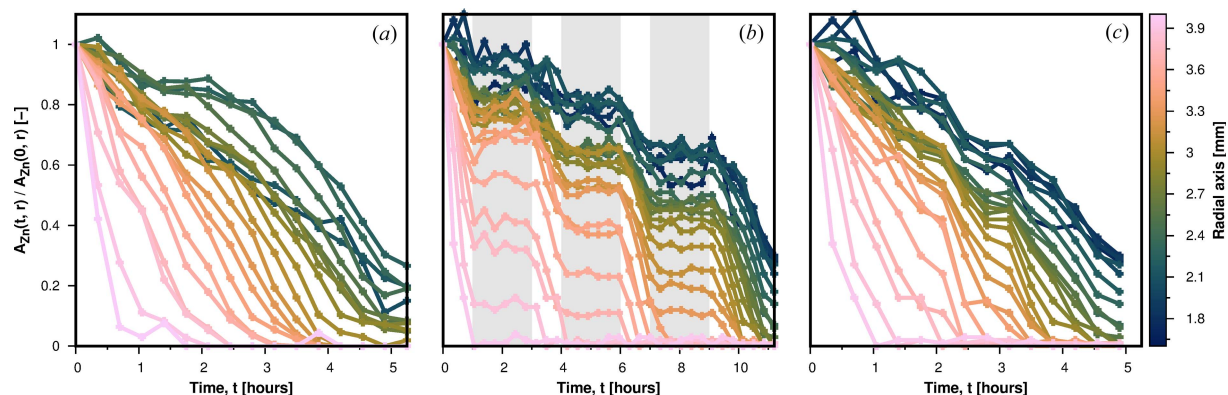 (a)
(b)
(c)
A_Zn(t, r) / A_Zn(0, r) [–]
1
0.8
0.6
0.4
0.2
0
0 1 2 3 4 5
Time, t [hours]
0 2 4 6 8 10
Time, t [hours]
0 1 2 3 4 5
Time, t [hours]
3.9
3.6
3.3
3
2.7
2.4
2.1
1.8
Radial axis [mm]